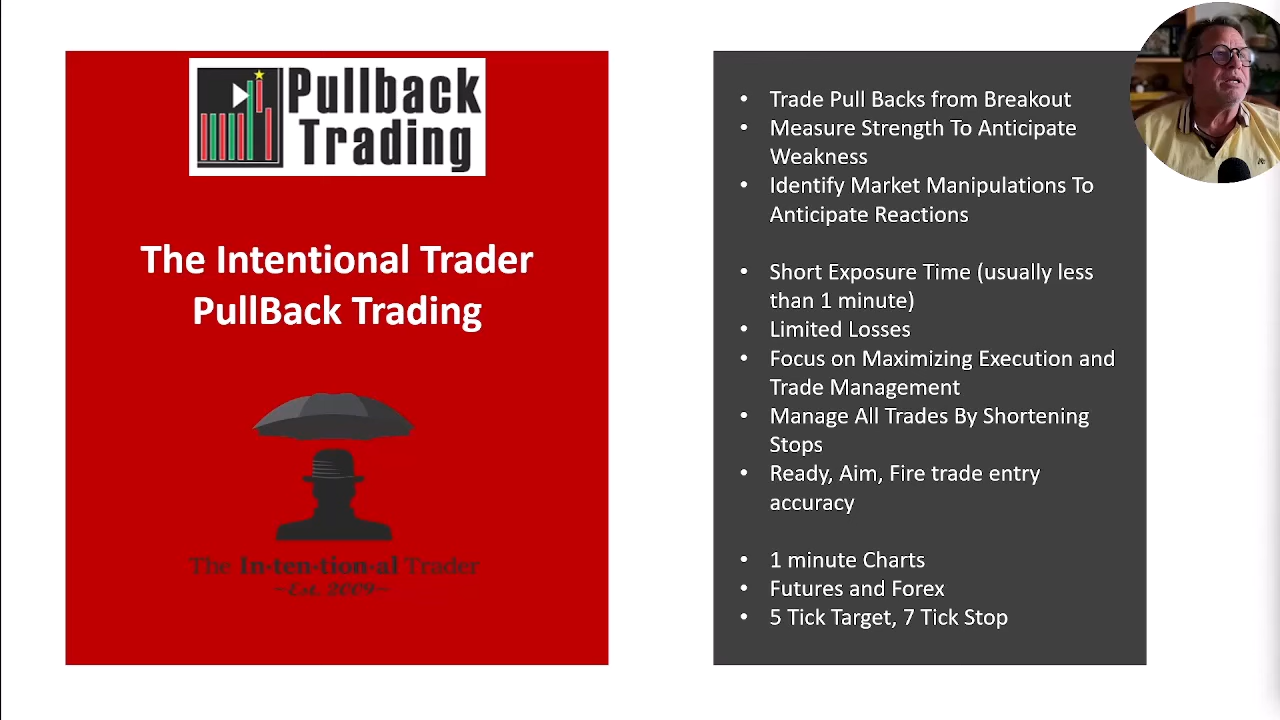 Pullback
Trading
The Intentional Trader
PullBack Trading
The In·ten·tion·al Trader
~Est. 2009~
• Trade Pull Backs from Breakout
• Measure Strength To Anticipate
Weakness
• Identify Market Manipulations To
Anticipate Reactions
• Short Exposure Time (usually less
than 1 minute)
• Limited Losses
• Focus on Maximizing Execution and
Trade Management
• Manage All Trades By Shortening
Stops
• Ready, Aim, Fire trade entry
accuracy
• 1 minute Charts
• Futures and Forex
• 5 Tick Target, 7 Tick Stop